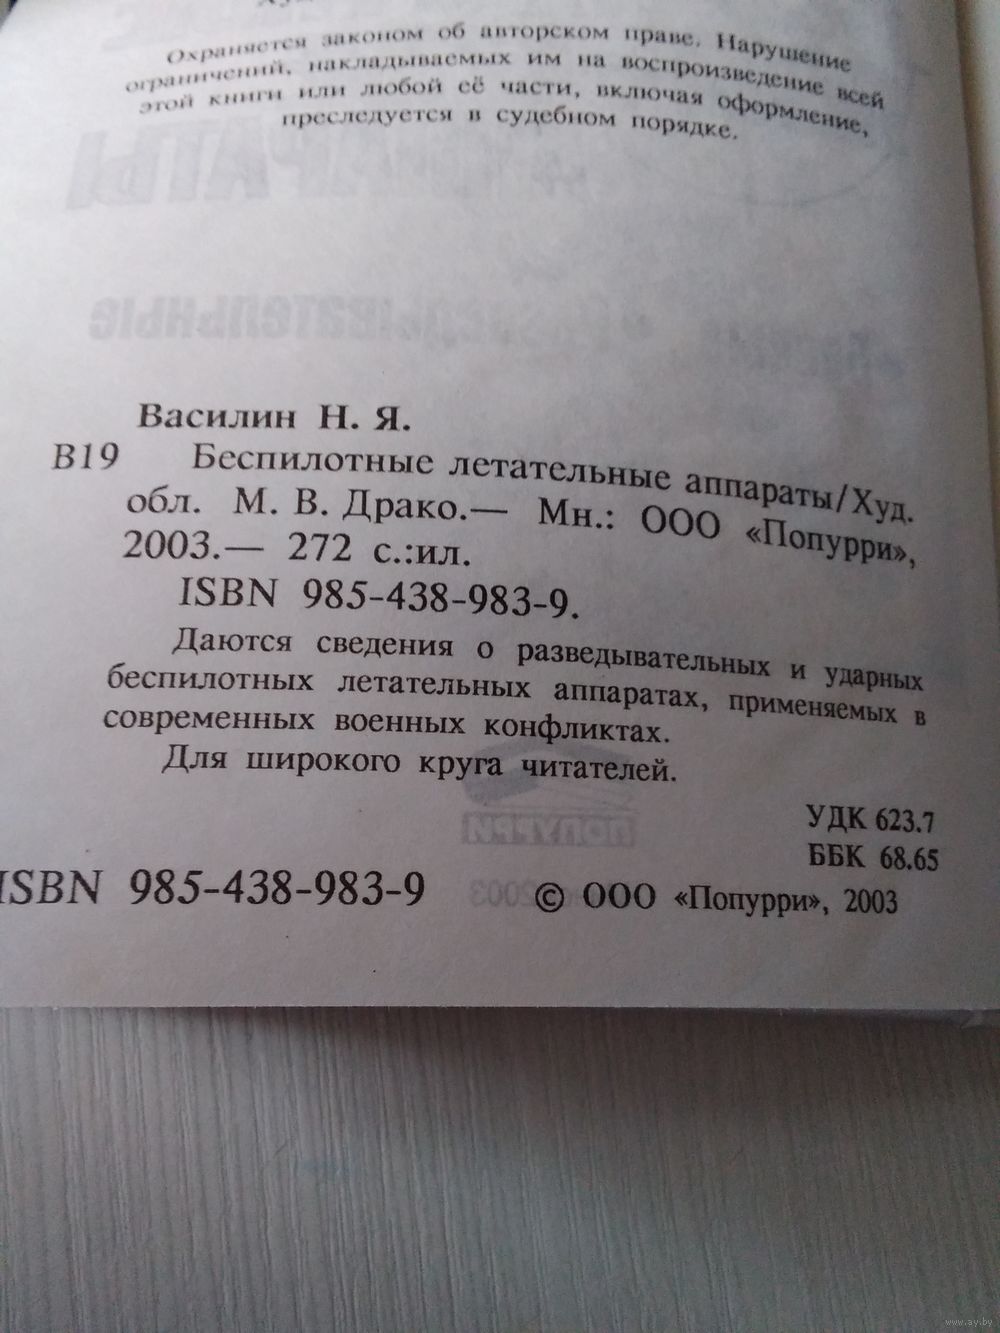 Охраняется законом об авторском праве. Нарушение
ограничений, накладываемых им на воспроизведение всей
этой книги или любой её части, включая оформление,
преследуется в судебном порядке.
Василин Н. Я.
В19 Беспилотные летательные аппараты/Худ.
обл. М. В. Драко.— Мн.: ООО «Попурри»,
2003.— 272 с.:ил.
ISBN 985-438-983-9.
Даются сведения о разведывательных и ударных
беспилотных летательных аппаратах, применяемых в
современных военных конфликтах.
Для широкого круга читателей.
УДК 623.7
ББК 68.65
ISBN 985-438-983-9
© ООО «Попурри», 2003
www.ay.by